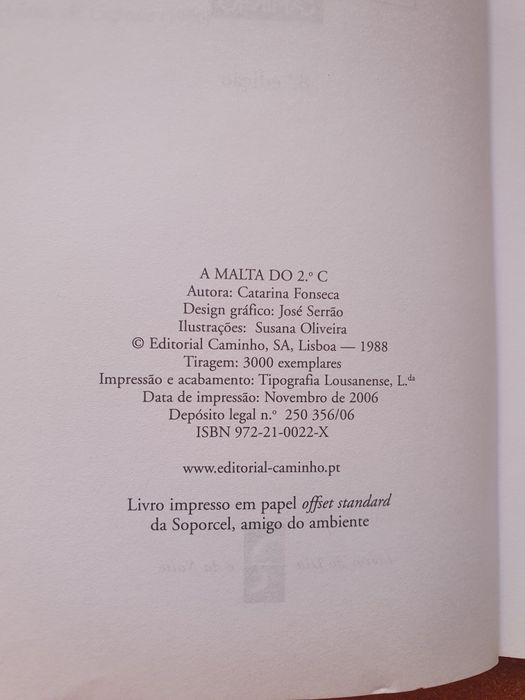 A MALTA DO 2.º C
Autora: Catarina Fonseca
Design gráfico: José Serrão
Ilustrações: Susana Oliveira
© Editorial Caminho, SA, Lisboa — 1988
Tiragem: 3000 exemplares
Impressão e acabamento: Tipografia Lousanense, L.da
Data de impressão: Novembro de 2006
Depósito legal n.º 250 356/06
ISBN 972-21-0022-X
www.editorial-caminho.pt
Livro impresso em papel offset standard
da Soporcel, amigo do ambiente